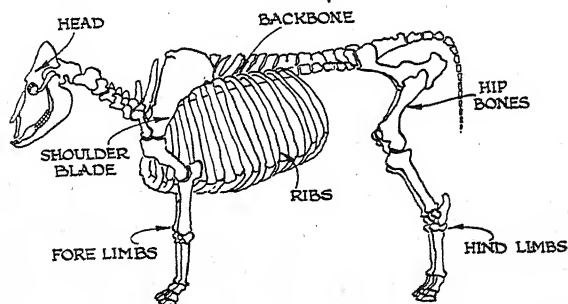 HEAD
BACKBONE
HIP
BONES
SHOULDER
BLADE
RIBS
FORE LIMBS
HIND LIMBS